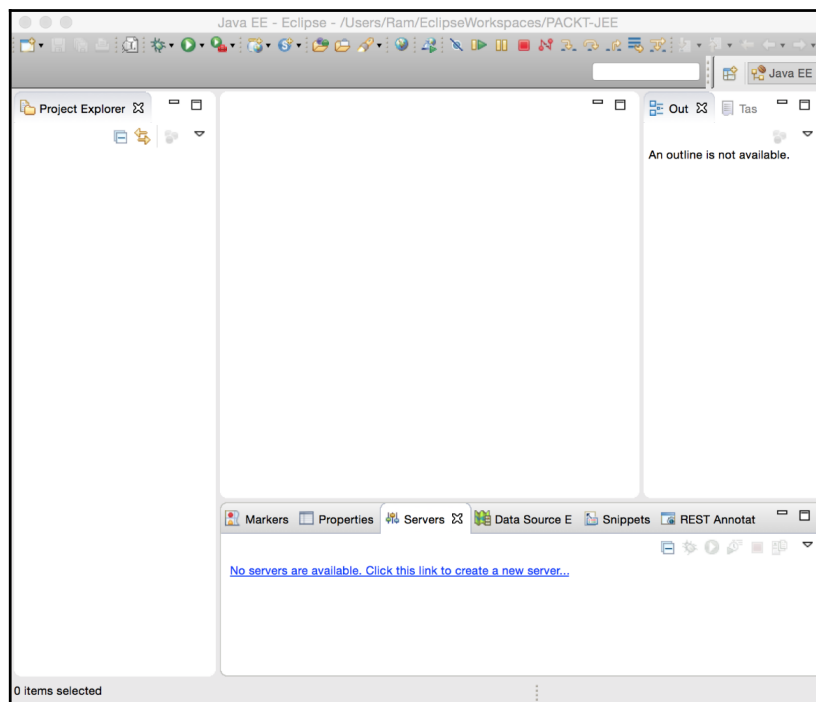 Java EE - Eclipse - /Users/Ram/EclipseWorkspaces/PACKT-JEE
Java EE
Project Explorer
Out
Tas
An outline is not available.
Markers
Properties
Servers
Data Source E
Snippets
REST Annotat
No servers are available. Click this link to create a new server...
0 items selected